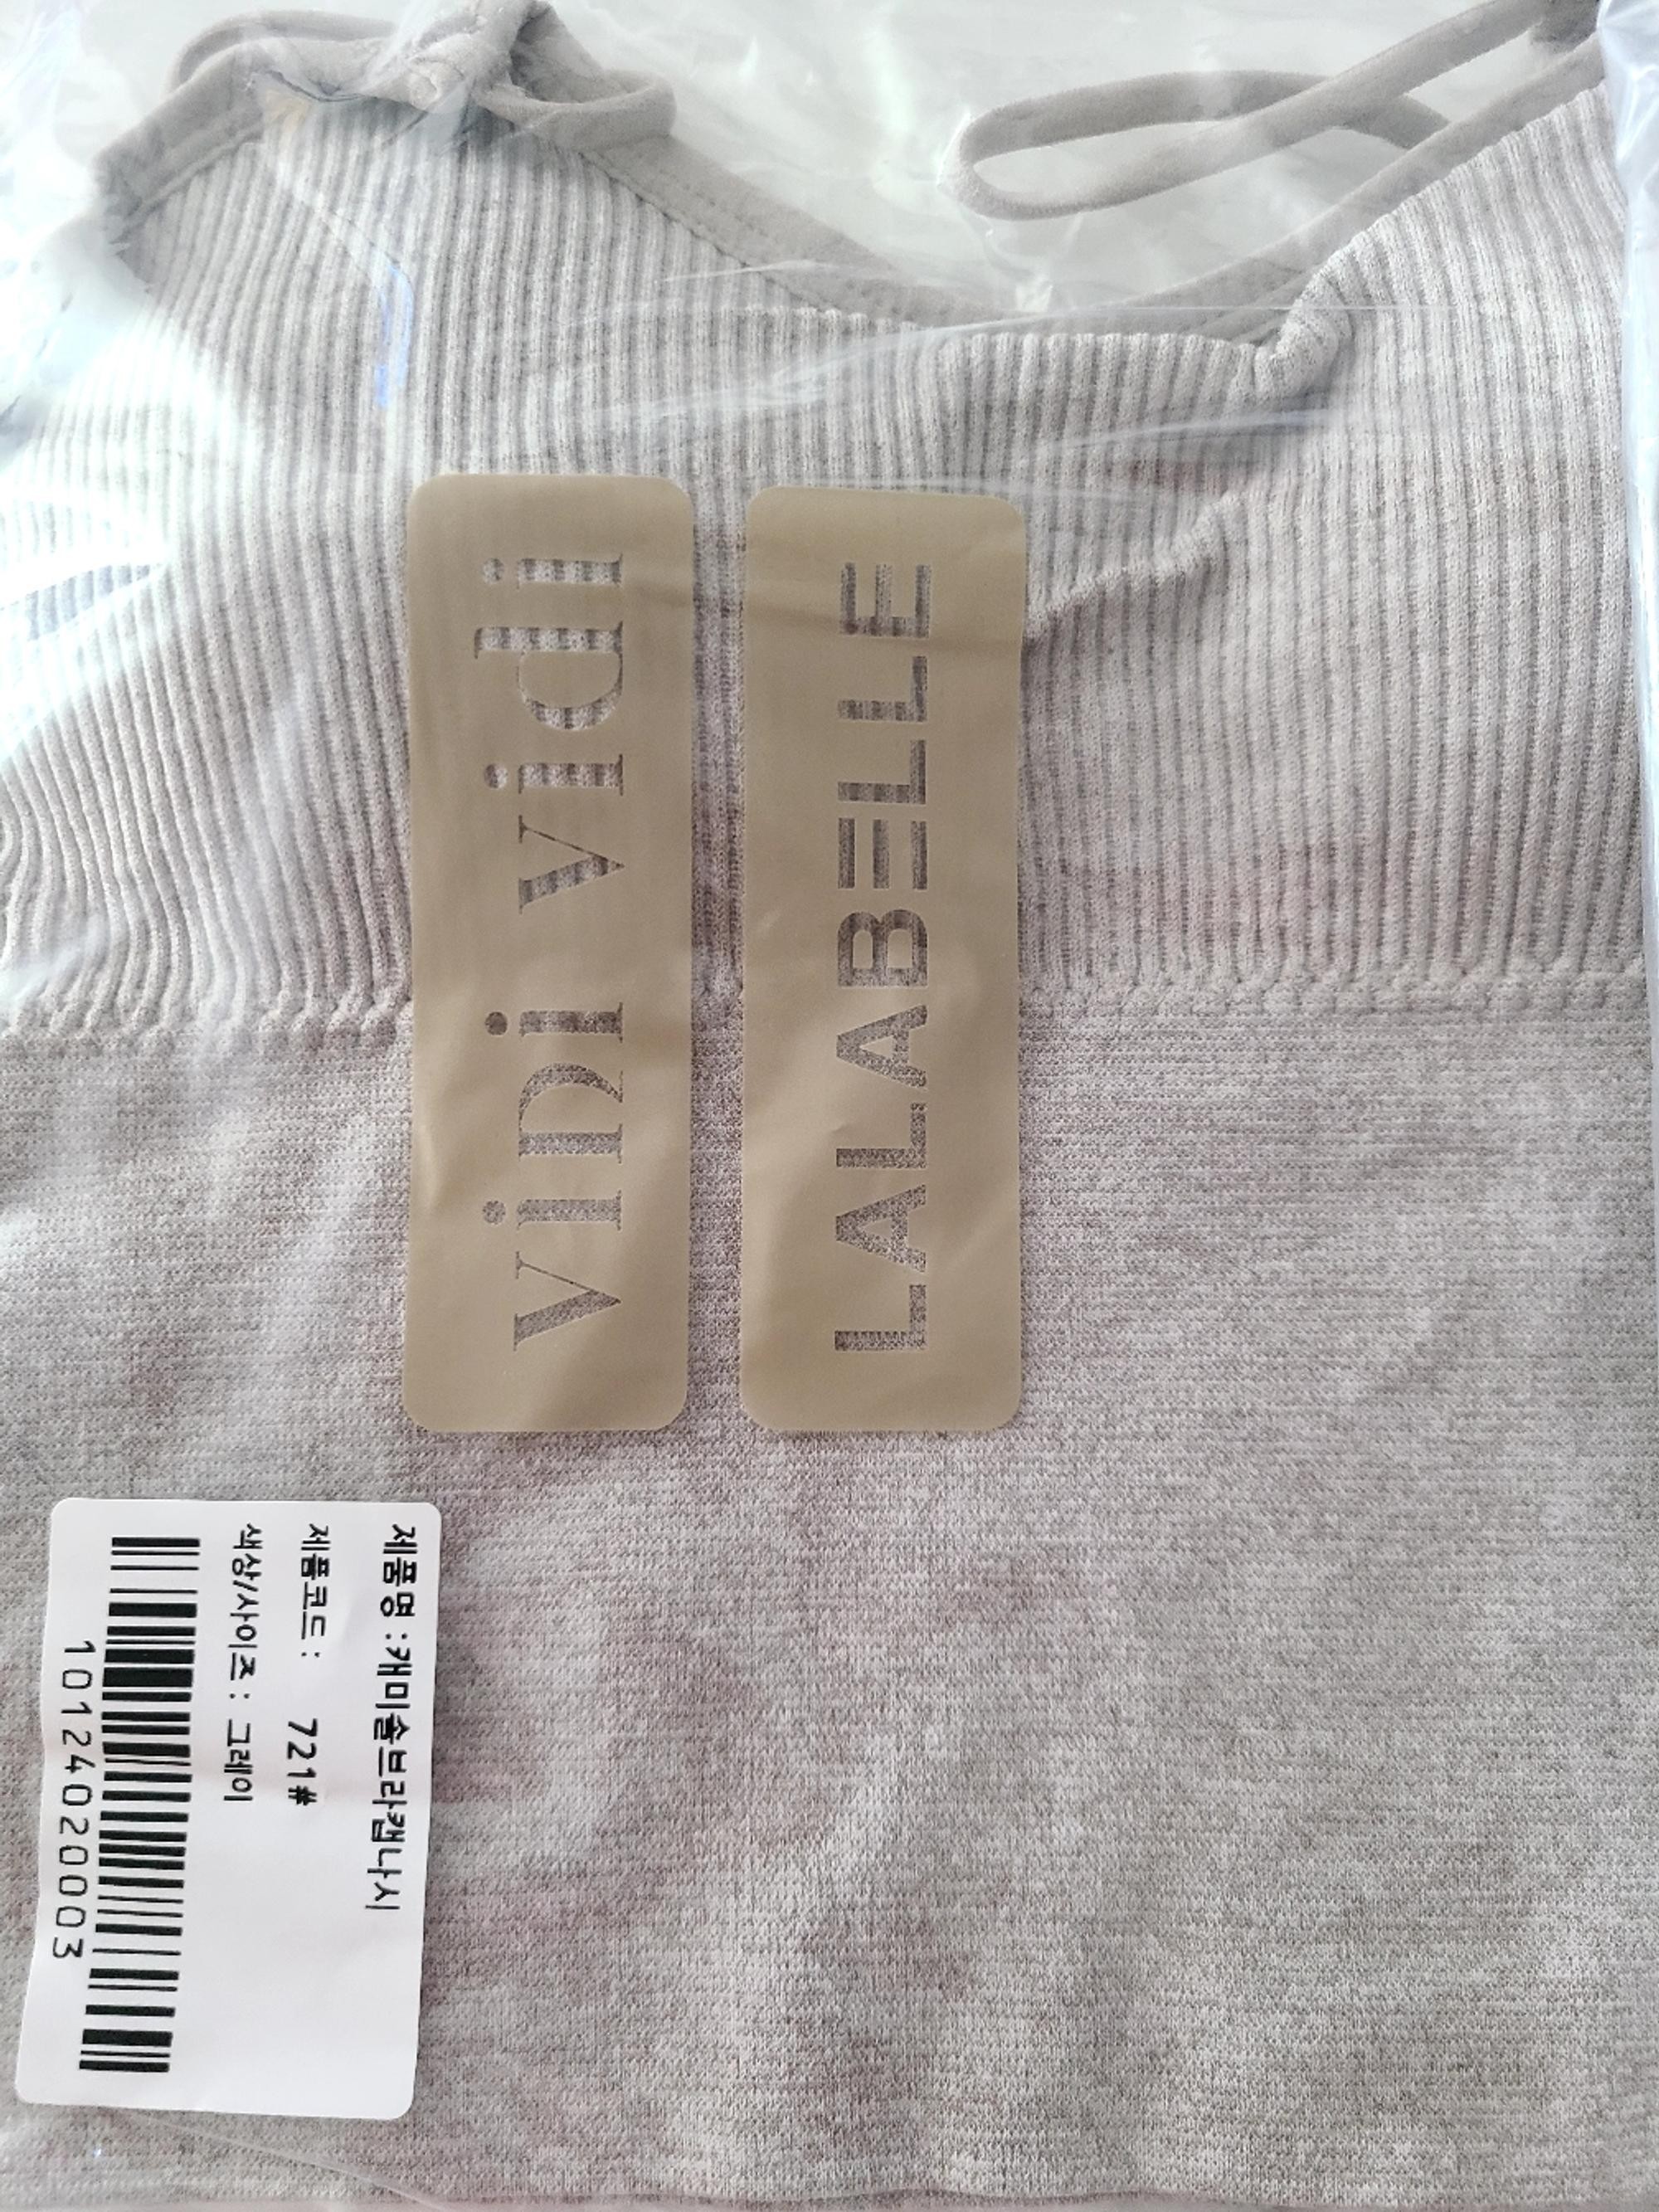 ViDi Vidi
LALABELLE
제품명 : 캐미솔브라캡나시
제품코드 : 721#
색상/사이즈 : 그레이
10124020003